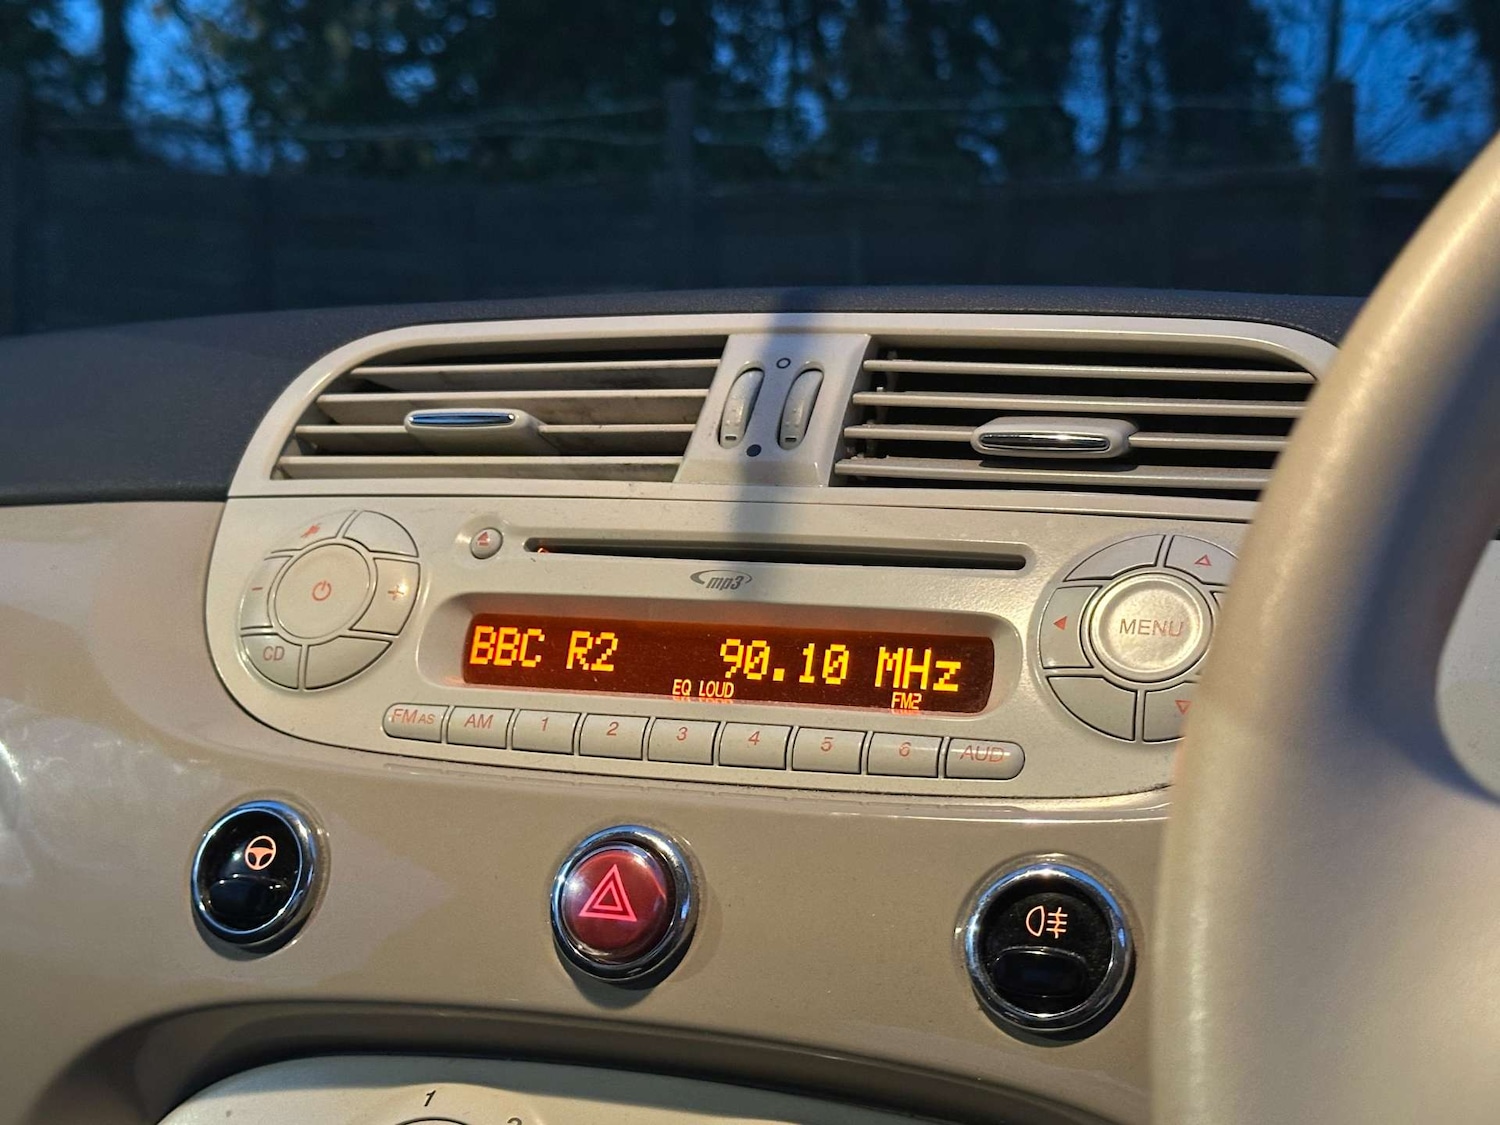 mp3
BBC R2 90.10 MHz
EQ LOUD FM2
MENU
CD
FM AS AM 1 2 3 4 5 6 AUD
1